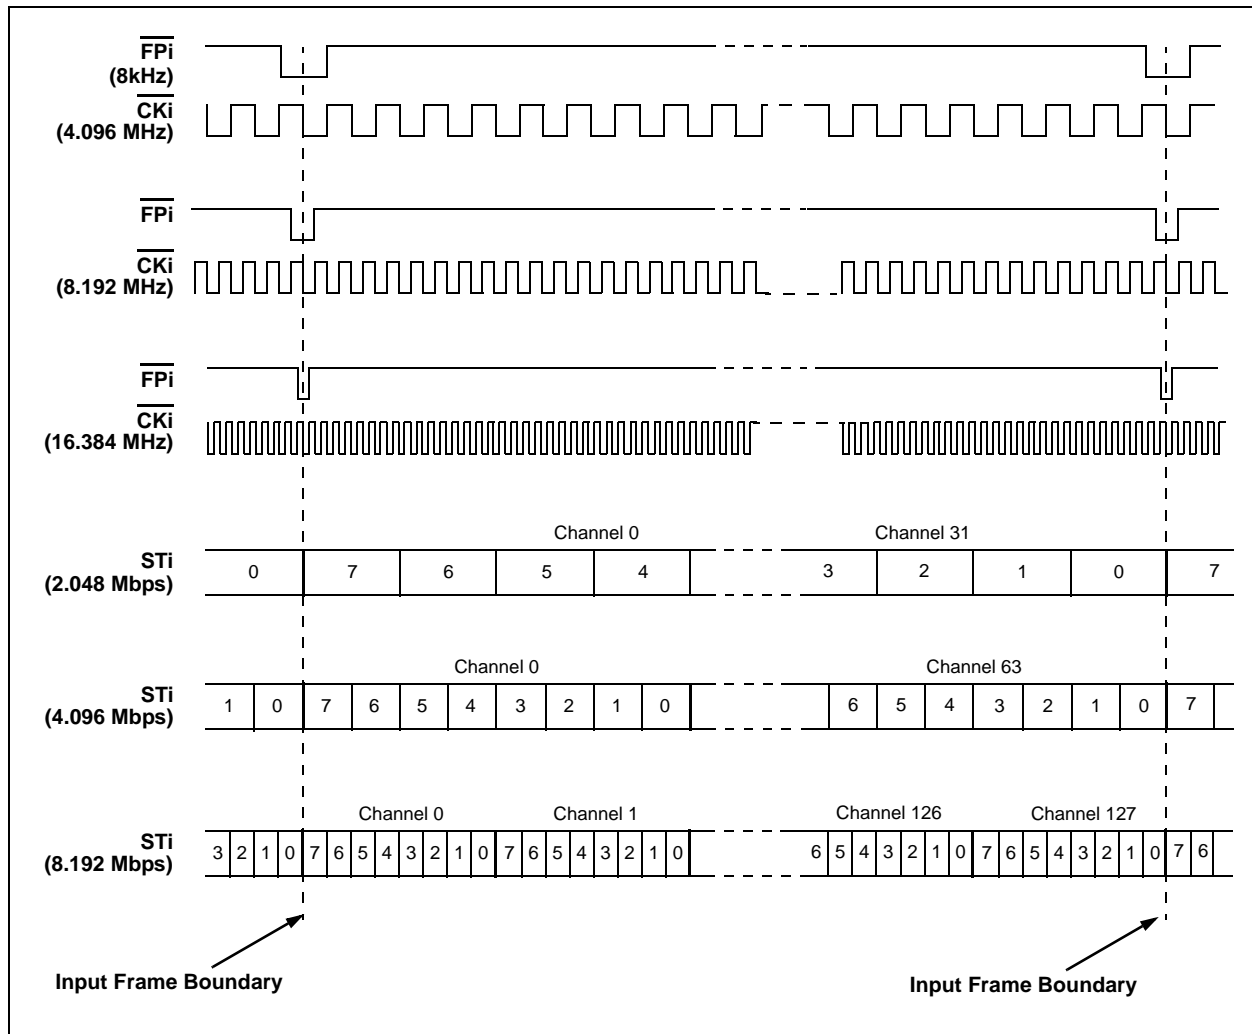 FPi
(8kHz)
CKi
(4.096 MHz)
FPi
CKi
(8.192 MHz)
FPi
CKi
(16.384 MHz)
Channel 0 Channel 31
STi
(2.048 Mbps)
0 7 6 5 4 3 2 1 0 7
Channel 0 Channel 63
STi
(4.096 Mbps)
1 0 7 6 5 4 3 2 1 0 6 5 4 3 2 1 0 7
Channel 0 Channel 1 Channel 126 Channel 127
STi
(8.192 Mbps)
3 2 1 0 7 6 5 4 3 2 1 0 7 6 5 4 3 2 1 0 6 5 4 3 2 1 0 7 6 5 4 3 2 1 0 7 6
Input Frame Boundary
Input Frame Boundary